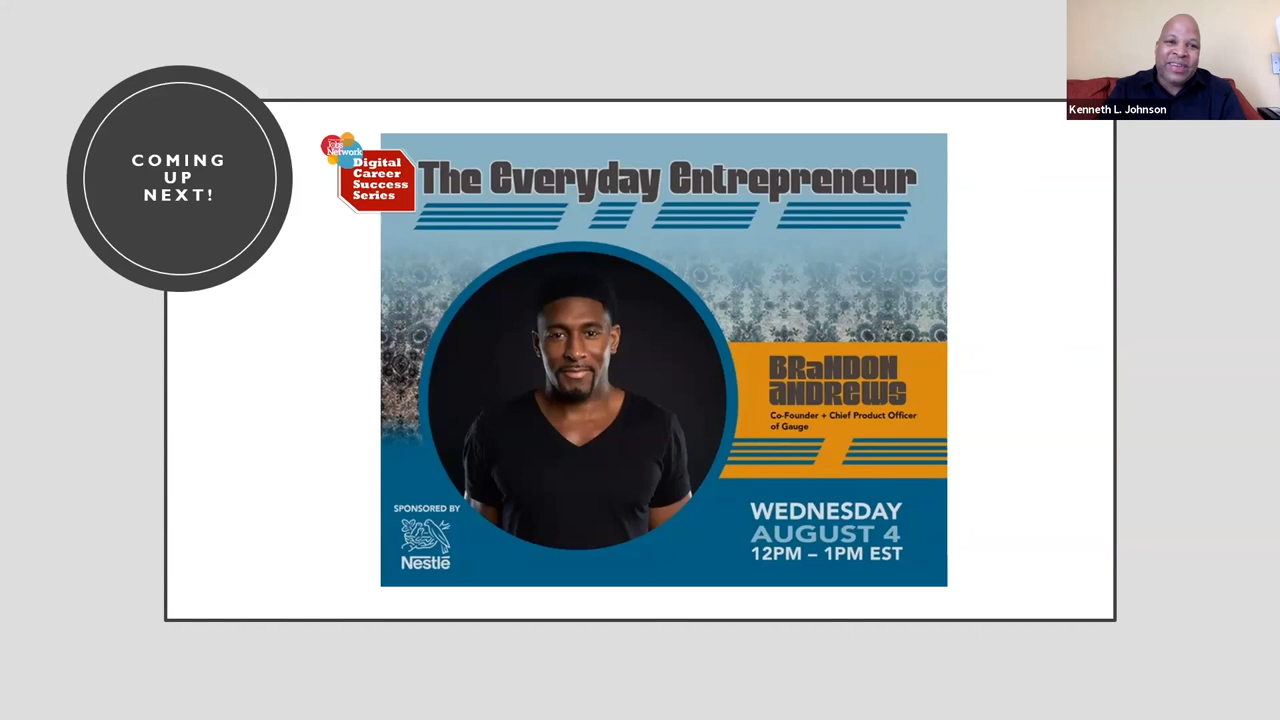 Kenneth L. Johnson
COMING
UP
NEXT!
Jobs
Network
Digital
Career
Success
Series
The Everyday Entrepreneur
BRaNDON
aNDREWS
Co-Founder + Chief Product Officer
of Gauge
SPONSORED BY
Nestlē
WEDNESDAY
AUGUST 4
12PM – 1PM EST